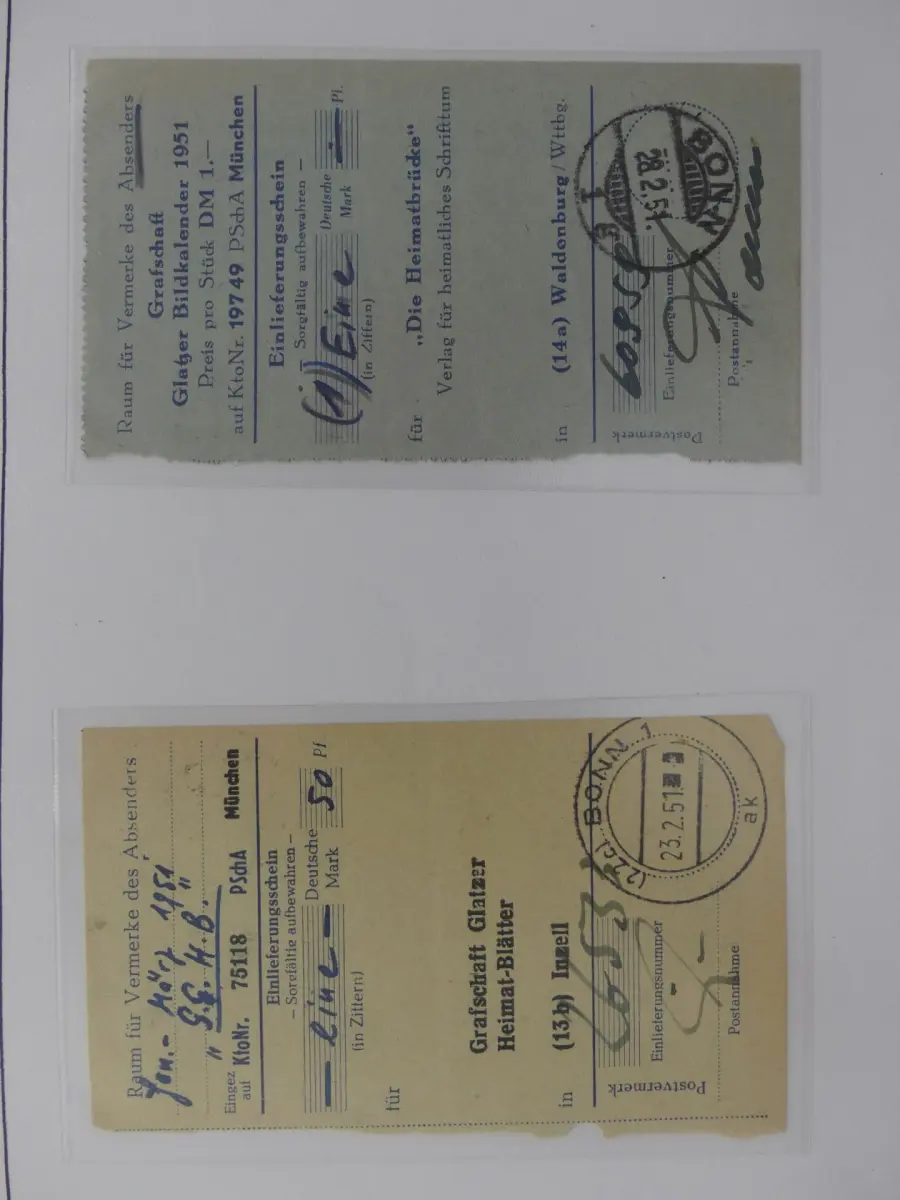 Raum für Vermerke des Absenders
Grafschaft
Glatzer Bildkalender 1951
Preis pro Stück DM 1.—
auf KtoNr. 19749 PSchA München
Einlieferungsschein
– Sorgfältig aufbewahren –
(1) Eine Deutsche Mark — Pf.
(in Ziffern)
für „Die Heimatbrücke“
Verlag für heimatliches Schrifttum
in (14a) Waldenburg/Wttbg.
BONN
28.2.51.
1
g
Einlieferungsnummer
Postvermerk
Postannahme
Raum für Vermerke des Absenders
Jan.- März 1951
" "
Eingez. auf KtoNr. 75118 PSchA München
Einlieferungsschein
– Sorgfältig aufbewahren –
— eine — Deutsche Mark 50 Pf
(in Ziffern)
für
Grafschaft Glatzer
Heimat-Blätter
in (13b) Inzell
(22c) BONN 1
23.2.51
ak
Einlieferungsnummer
Postvermerk
Postannahme